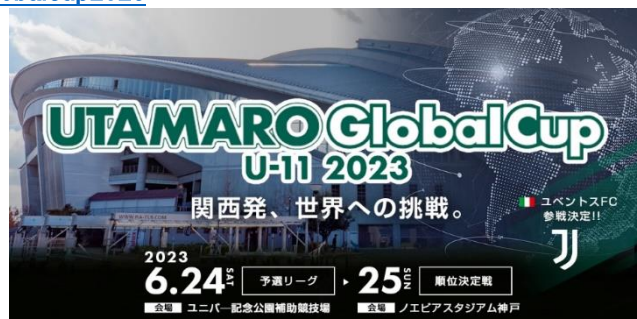 UTAMARO GlobalCup
U-11 2023
関西発、世界への挑戦。
ユベントスFC
参戦決定!!
2023
6.24 SAT 予選リーグ 25 SUN 順位決定戦
会場 ユニバー記念公園補助競技場 会場 ノエビアスタジアム神戸